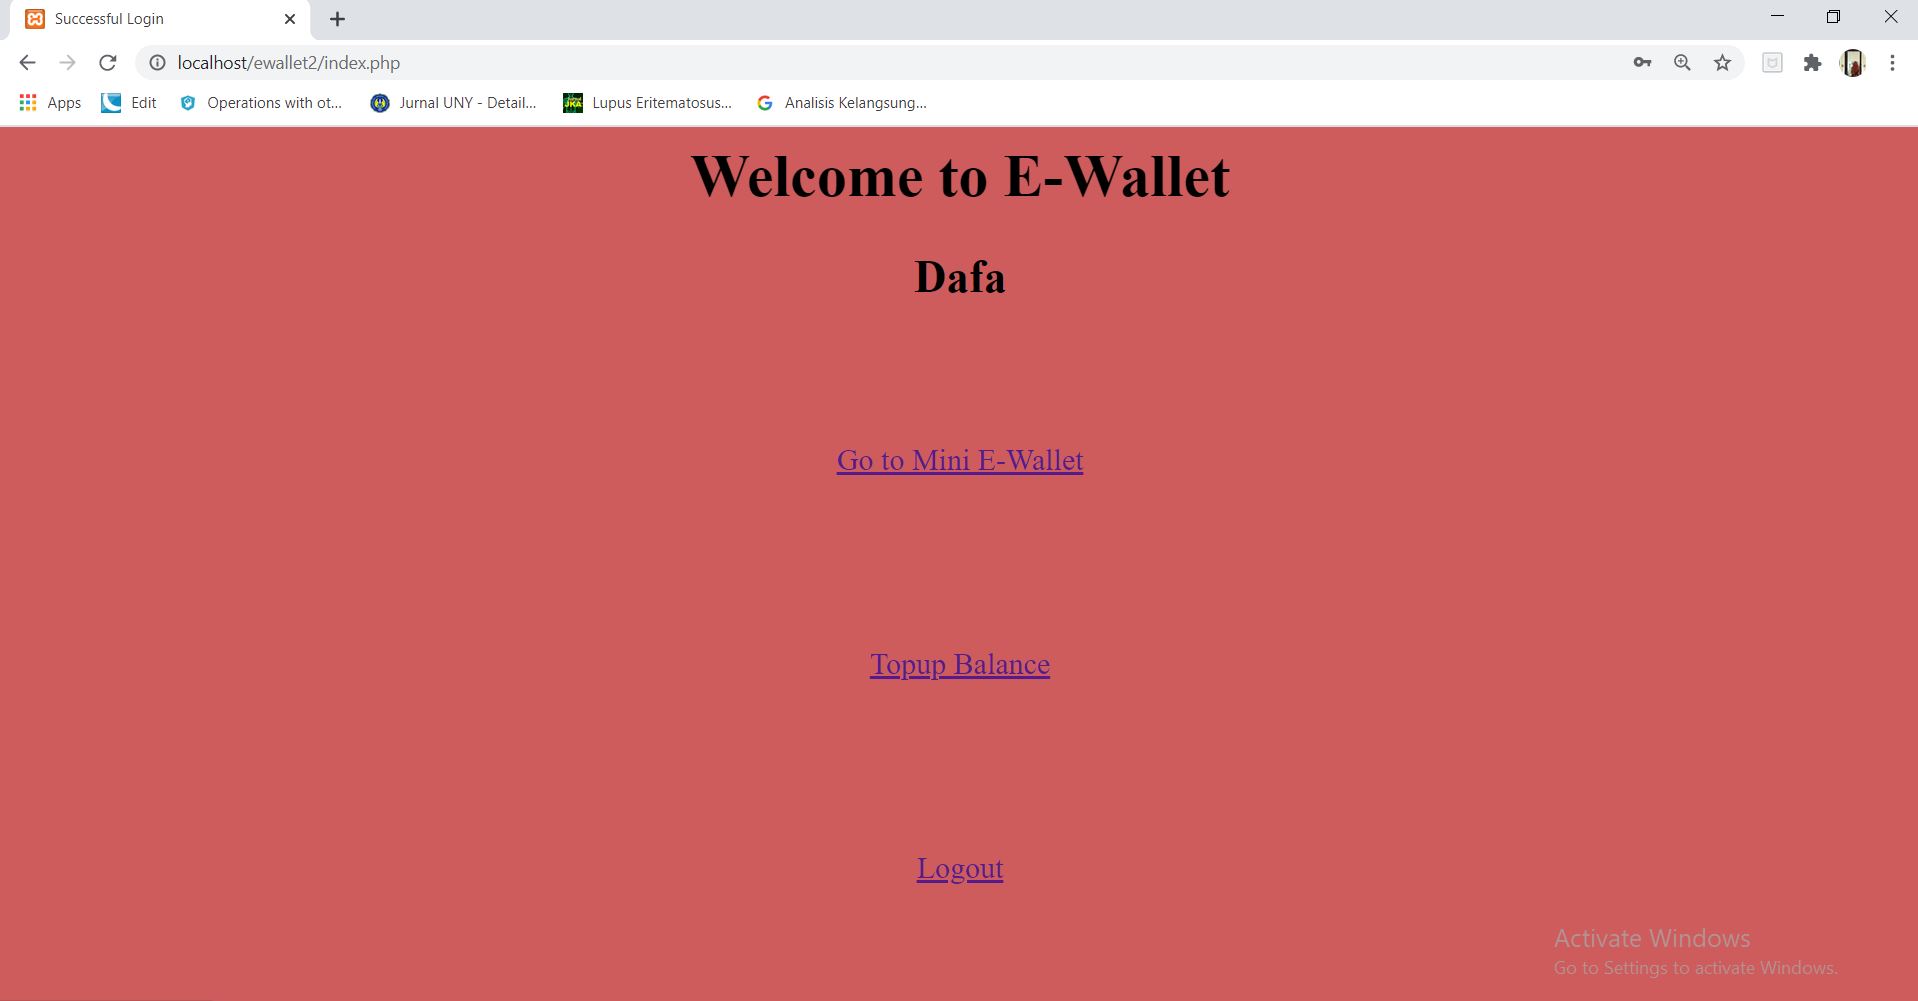 Successful Login
localhost/ewallet2/index.php
Apps Edit Operations with ot... Jurnal UNY - Detail... Lupus Eritematosus... Analisis Kelangsung...
Welcome to E-Wallet
Dafa
Go to Mini E-Wallet
Topup Balance
Logout
Activate Windows
Go to Settings to activate Windows.